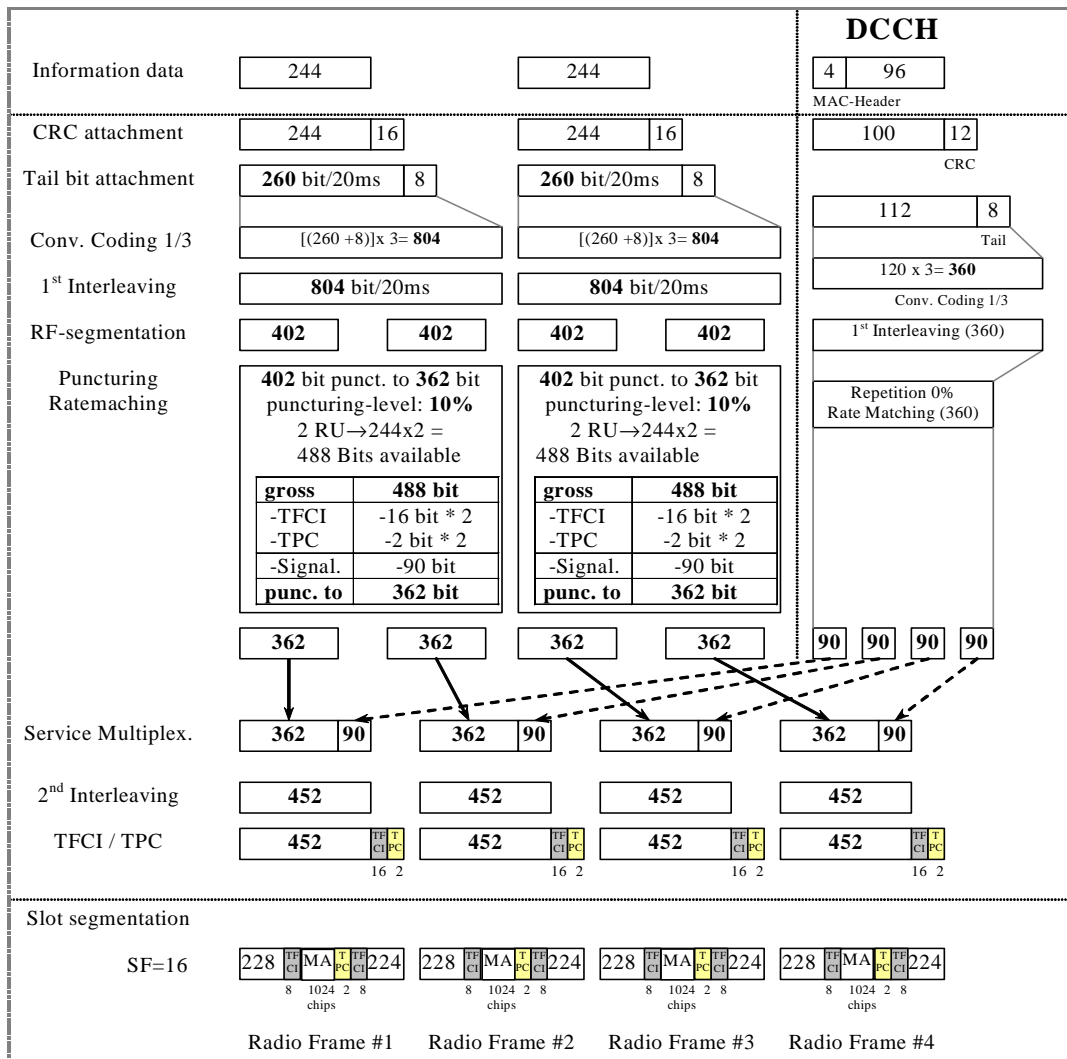 DCCH
Information data 244 244 4 96
MAC-Header
CRC attachment 244 16 244 16 100 12
CRC
Tail bit attachment 260 bit/20ms 8 260 bit/20ms 8
112 8
Tail
Conv. Coding 1/3 [(260 +8)]x 3= 804 [(260 +8)]x 3= 804
120 x 3= 360
Conv. Coding 1/3
1st Interleaving 804 bit/20ms 804 bit/20ms
RF-segmentation 402 402 402 402 1st Interleaving (360)
Puncturing
Ratemaching
402 bit punct. to 362 bit
puncturing-level: 10%
2 RU→244x2 =
488 Bits available
gross 488 bit
-TFCI -16 bit * 2
-TPC -2 bit * 2
-Signal. -90 bit
punc. to 362 bit
402 bit punct. to 362 bit
puncturing-level: 10%
2 RU→244x2 =
488 Bits available
gross 488 bit
-TFCI -16 bit * 2
-TPC -2 bit * 2
-Signal. -90 bit
punc. to 362 bit
Repetition 0%
Rate Matching (360)
362 362 362 362 90 90 90 90
Service Multiplex. 362 90 362 90 362 90 362 90
2nd Interleaving 452 452 452 452
TFCI / TPC 452 TFCI TPC 452 TFCI TPC 452 TFCI TPC 452 TFCI TPC
16 2 16 2 16 2 16 2
Slot segmentation
SF=16 228 TFCI MA TPC TFCI 224 228 TFCI MA TPC TFCI 224 228 TFCI MA TPC TFCI 224 228 TFCI MA TPC TFCI 224
8 1024 2 8 8 1024 2 8 8 1024 2 8 8 1024 2 8
chips chips chips chips
Radio Frame #1 Radio Frame #2 Radio Frame #3 Radio Frame #4